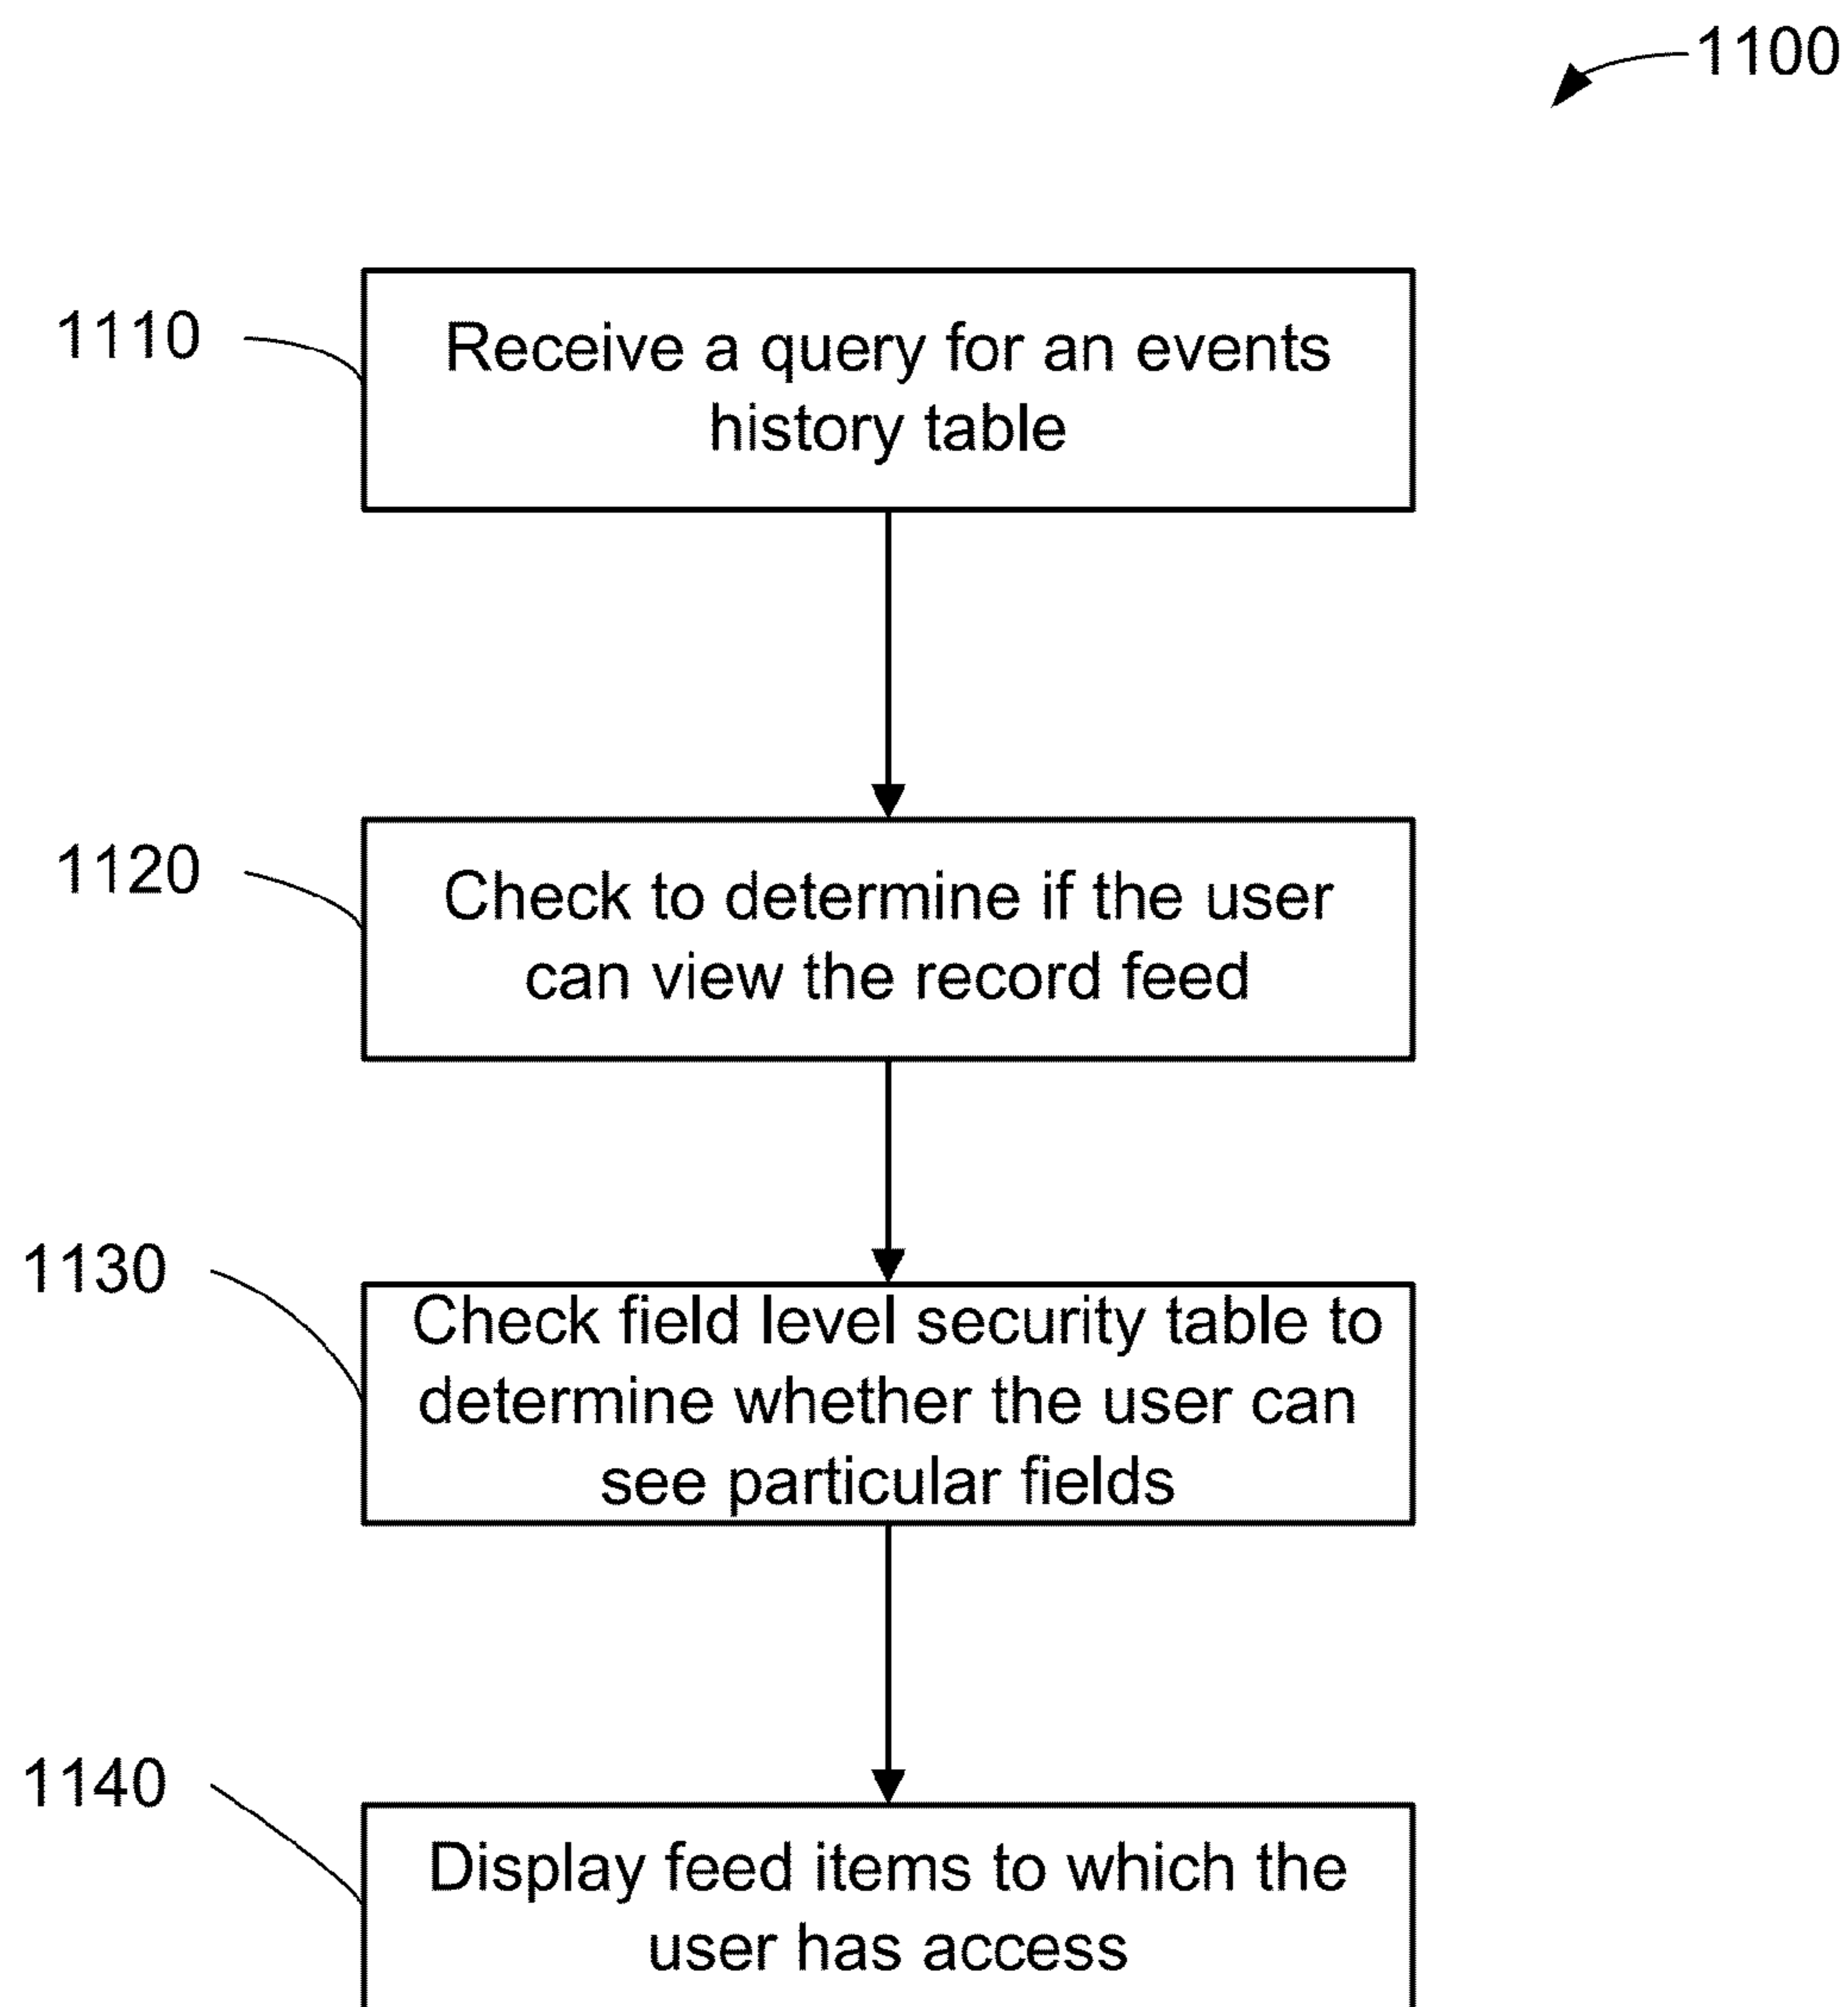 1100
1110
Receive a query for an events
history table
1120
Check to determine if the user
can view the record feed
1130
Check field level security table to
determine whether the user can
see particular fields
1140
Display feed items to which the
user has access